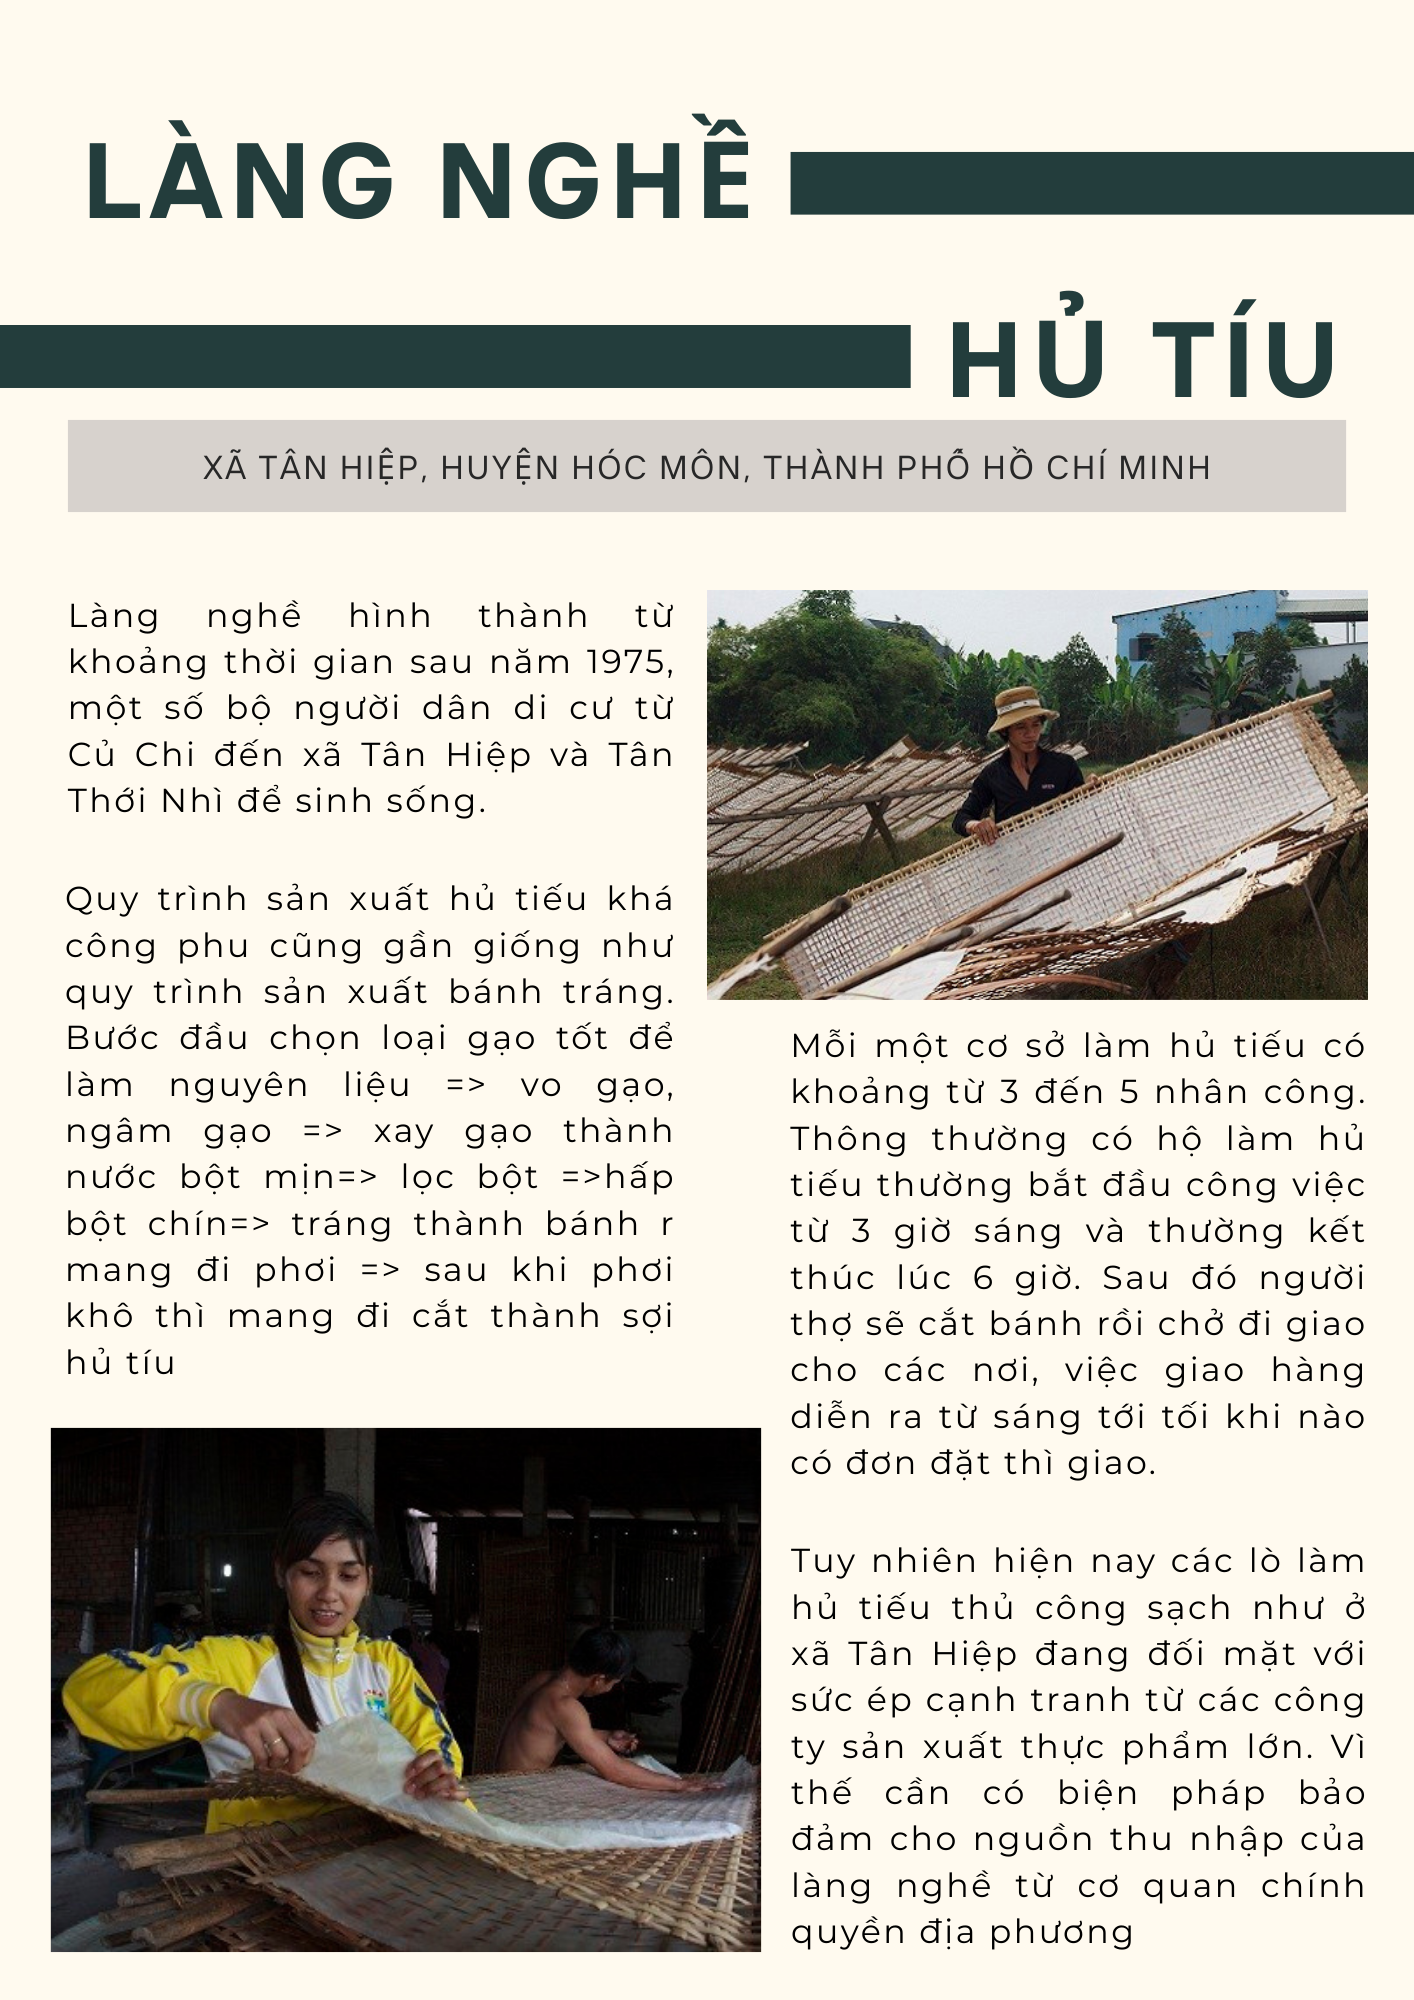 LÀNG NGHỀ
HỦ TÍU
XÃ TÂN HIỆP, HUYỆN HÓC MÔN, THÀNH PHỐ HỒ CHÍ MINH
Làng nghề hình thành từ
khoảng thời gian sau năm 1975,
một số bộ người dân di cư từ
Củ Chi đến xã Tân Hiệp và Tân
Thới Nhì để sinh sống.
Quy trình sản xuất hủ tiếu khá
công phu cũng gần giống như
quy trình sản xuất bánh tráng.
Bước đầu chọn loại gạo tốt để
làm nguyên liệu => vo gạo,
ngâm gạo => xay gạo thành
nước bột mịn=> lọc bột =>hấp
bột chín=> tráng thành bánh r
mang đi phơi => sau khi phơi
khô thì mang đi cắt thành sợi
hủ tíu
Mỗi một cơ sở làm hủ tiếu có
khoảng từ 3 đến 5 nhân công.
Thông thường có hộ làm hủ
tiếu thường bắt đầu công việc
từ 3 giờ sáng và thường kết
thúc lúc 6 giờ. Sau đó người
thợ sẽ cắt bánh rồi chở đi giao
cho các nơi, việc giao hàng
diễn ra từ sáng tới tối khi nào
có đơn đặt thì giao.
Tuy nhiên hiện nay các lò làm
hủ tiếu thủ công sạch như ở
xã Tân Hiệp đang đối mặt với
sức ép cạnh tranh từ các công
ty sản xuất thực phẩm lớn. Vì
thế cần có biện pháp bảo
đảm cho nguồn thu nhập của
làng nghề từ cơ quan chính
quyền địa phương